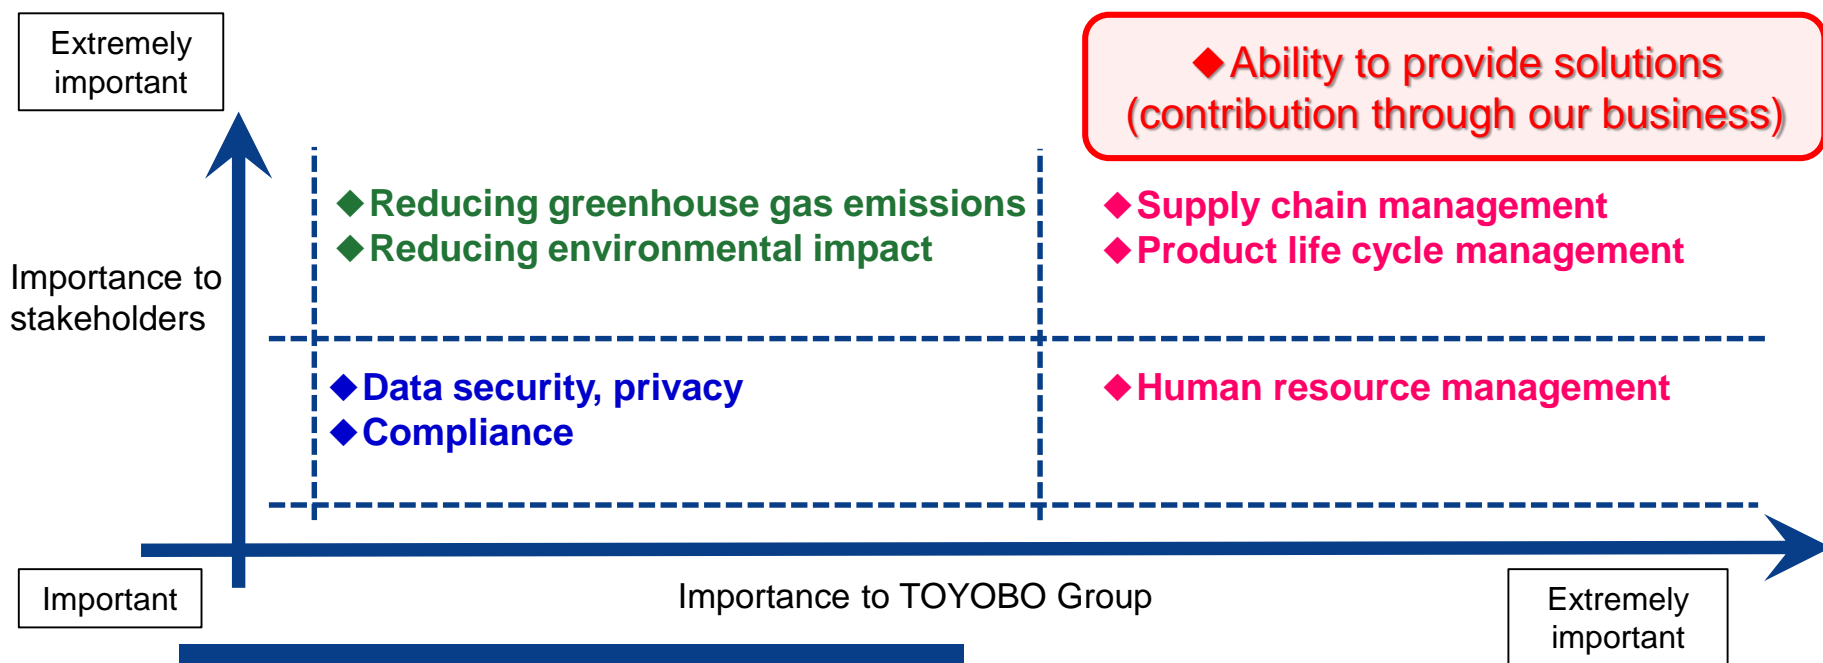 Extremely
important
◆Ability to provide solutions
(contribution through our business)
◆Reducing greenhouse gas emissions
◆Reducing environmental impact
◆Supply chain management
◆Product life cycle management
Importance to
stakeholders
◆Data security, privacy
◆Compliance
◆Human resource management
Important
Importance to TOYOBO Group
Extremely
important